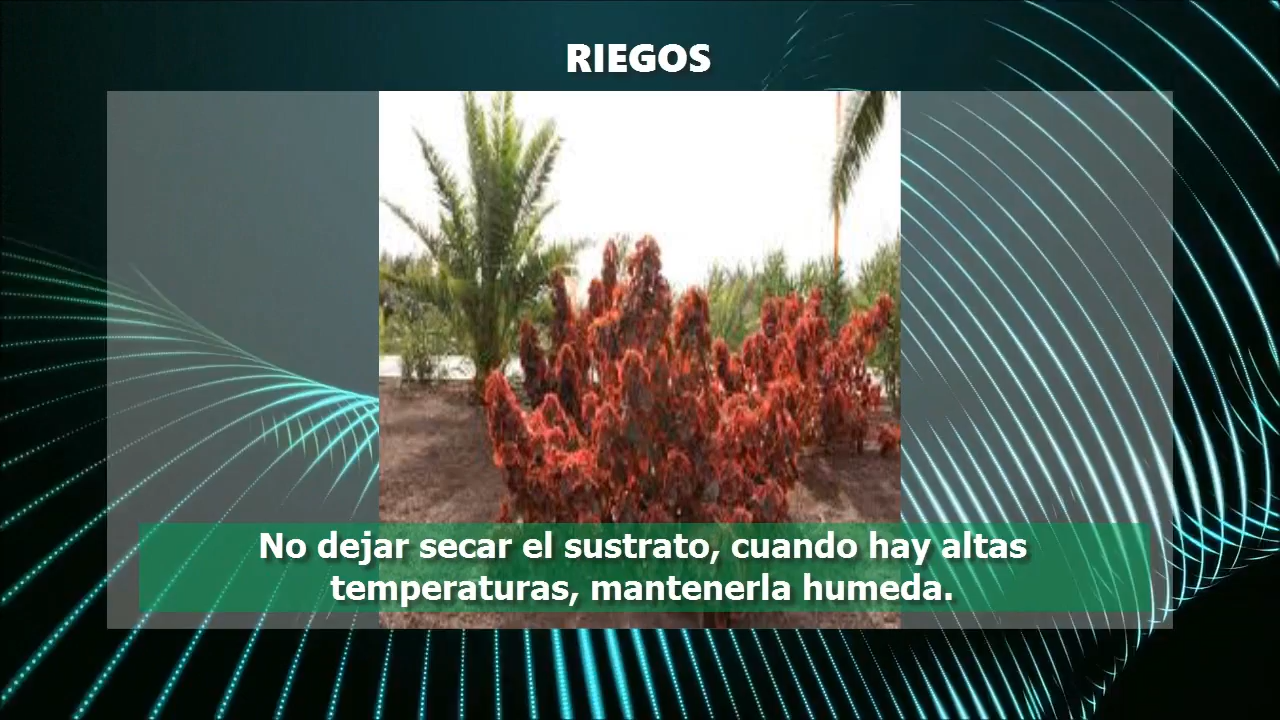 RIEGOS
No dejar secar el sustrato, cuando hay altas
temperaturas, mantenerla humeda.